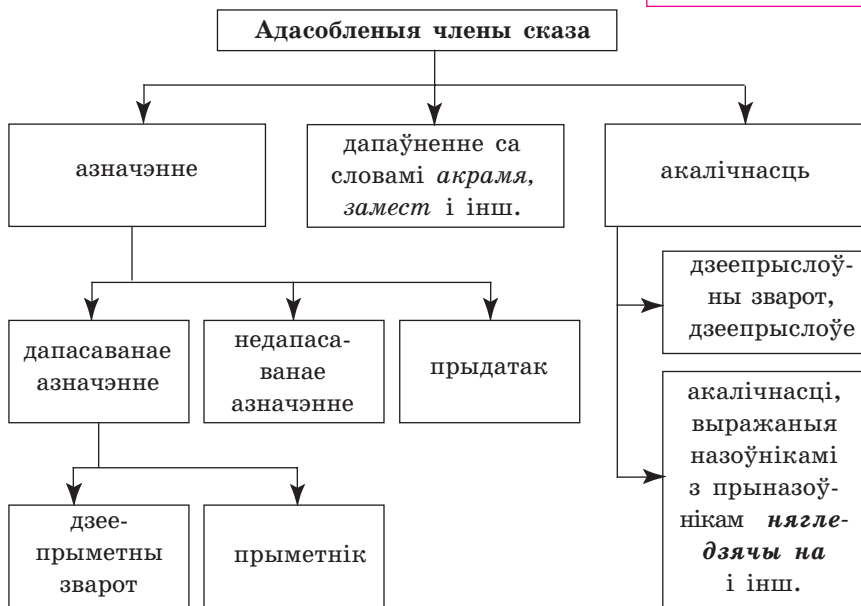 Адасобленыя члены сказа
азначэнне
дапаўненне са
словамі акрамя,
замест і інш.
акалічнасць
дзеепрыслоў-
ны зварот,
дзеепрыслоўе
дапасаванае
азначэнне
недапаса-
ванае
азначэнне
прыдатак
акалічнасці,
выражаныя
назоўнікамі
з прыназоў-
нікам нягле-
дзячы на
і інш.
дзее-
прыметны
зварот
прыметнік